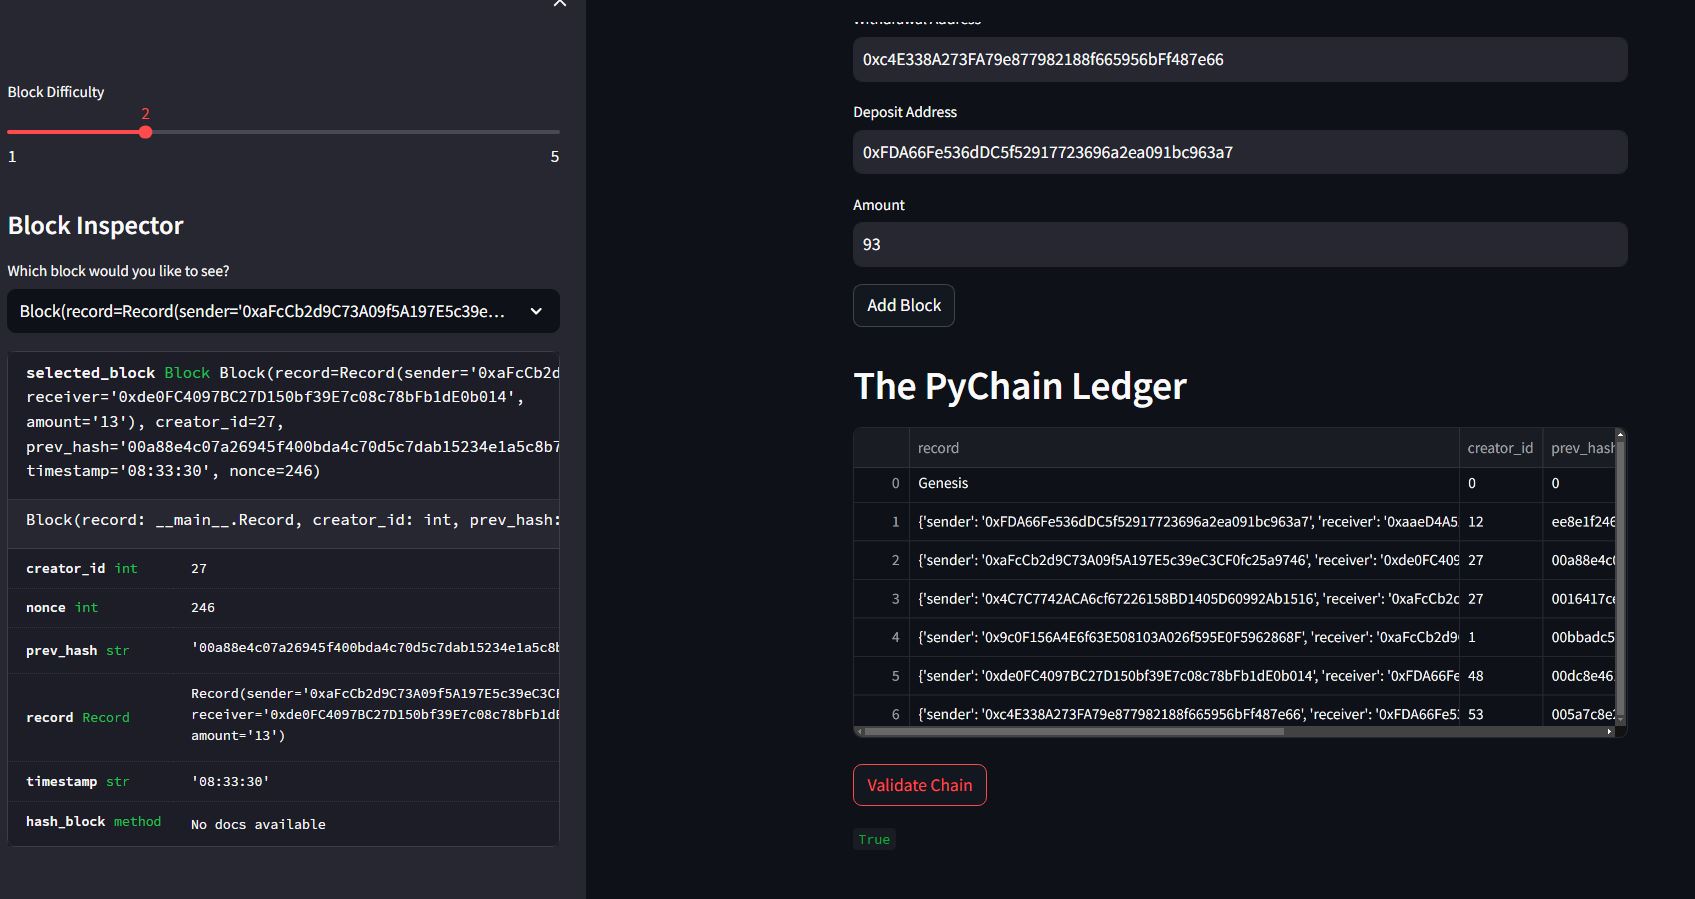 Block Difficulty
2
1
5
Block Inspector
Which block would you like to see?
Block(record=Record(sender='0xaFcCb2d9C73A09f5A197E5c39e...
selected_block Block Block(record=Record(sender='0xaFcCb2d
receiver='0xde0FC4097BC27D150bf39E7c08c78bFb1dE0b014',
amount='13'), creator_id=27,
prev_hash='00a88e4c07a26945f400bda4c70d5c7dab15234e1a5c8b7
timestamp='08:33:30', nonce=246)
Block(record: __main__.Record, creator_id: int, prev_hash:
creator_id int 27
nonce int 246
prev_hash str '00a88e4c07a26945f400bda4c70d5c7dab15234e1a5c8b
record Record
Record(sender='0xaFcCb2d9C73A09f5A197E5c39eC3CF
receiver='0xde0FC4097BC27D150bf39E7c08c78bFb1dE
amount='13')
timestamp str '08:33:30'
hash_block method No docs available
Withdrawal Address
0xc4E338A273FA79e877982188f665956bFf487e66
Deposit Address
0xFDA66Fe536dDC5f52917723696a2ea091bc963a7
Amount
93
Add Block
The PyChain Ledger
record creator_id prev_hash
0 Genesis 0 0
1 {'sender': '0xFDA66Fe536dDC5f52917723696a2ea091bc963a7', 'receiver': '0xaaeD4A5 12 ee8e1f246
2 {'sender': '0xaFcCb2d9C73A09f5A197E5c39eC3CF0fc25a9746', 'receiver': '0xde0FC409 27 00a88e4c0
3 {'sender': '0x4C7C7742ACA6cf67226158BD1405D60992Ab1516', 'receiver': '0xaFcCb2d 27 0016417ce
4 {'sender': '0x9c0F156A4E6f63E508103A026f595E0F5962868F', 'receiver': '0xaFcCb2d9 1 00bbadc5
5 {'sender': '0xde0FC4097BC27D150bf39E7c08c78bFb1dE0b014', 'receiver': '0xFDA66Fe 48 00dc8e46
6 {'sender': '0xc4E338A273FA79e877982188f665956bFf487e66', 'receiver': '0xFDA66Fe5 53 005a7c8e
Validate Chain
True